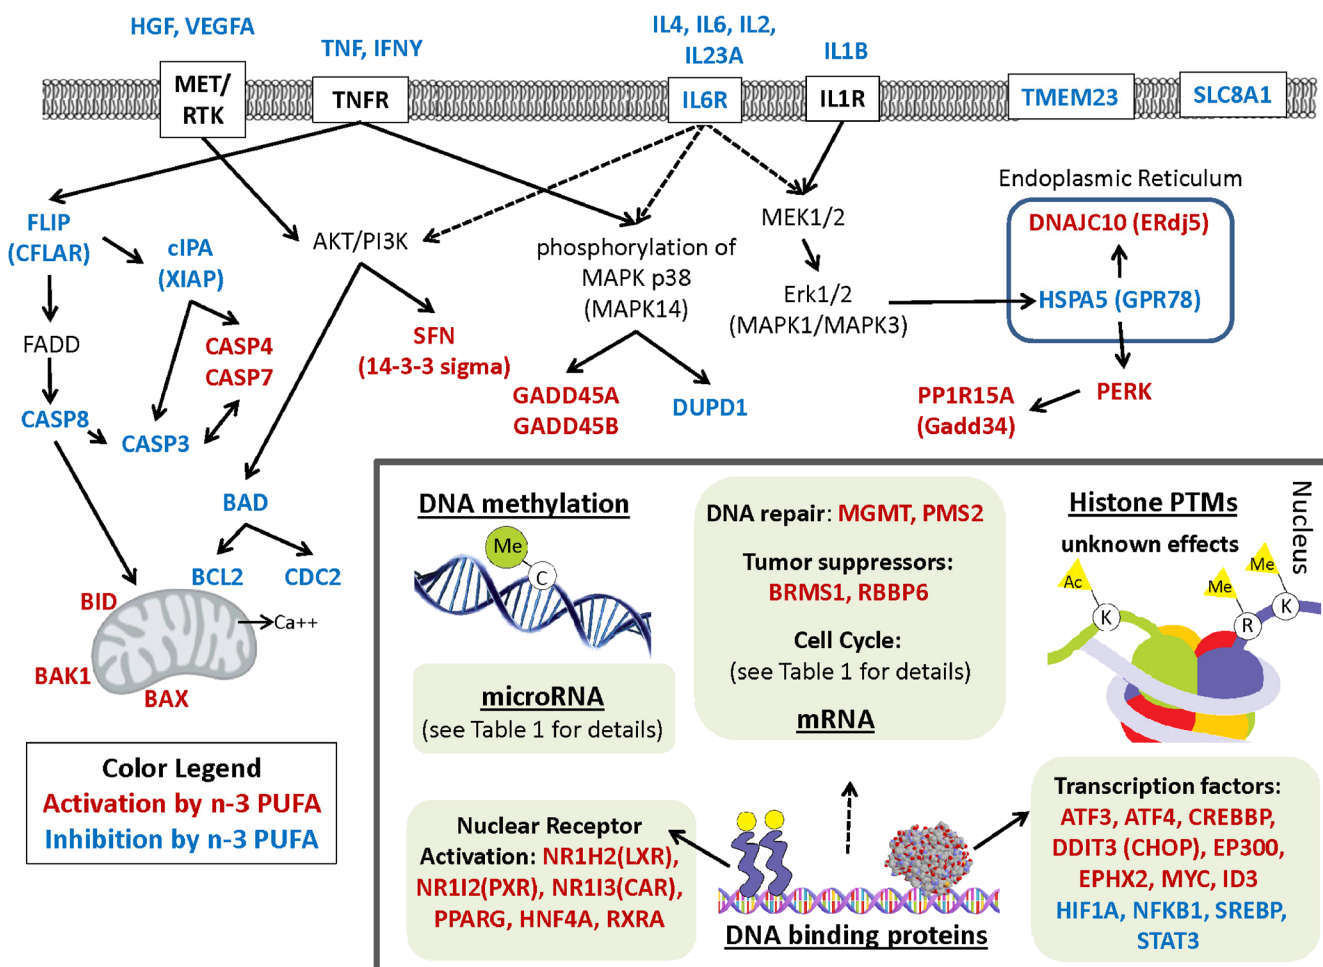 HGF, VEGFA
TNF, IFNY
IL4, IL6, IL2,
IL23A
IL1B
MET/
RTK
TNFR
IL6R
IL1R
TMEM23
SLC8A1
FLIP
(CFLAR)
cIPA
(XIAP)
AKT/PI3K
phosphorylation of
MAPK p38
(MAPK14)
MEK1/2
Erk1/2
(MAPK1/MAPK3)
Endoplasmic Reticulum
DNAJC10 (ERdj5)
HSPA5 (GPR78)
FADD
CASP4
CASP7
SFN
(14-3-3 sigma)
CASP8
CASP3
GADD45A
GADD45B
DUPD1
PP1R15A
(Gadd34)
PERK
BAD
BCL2
CDC2
BID
Ca++
BAK1
BAX
Color Legend
Activation by n-3 PUFA
Inhibition by n-3 PUFA
DNA methylation
Me
C
microRNA
(see Table 1 for details)
DNA repair: MGMT, PMS2
Tumor suppressors:
BRMS1, RBBP6
Cell Cycle:
(see Table 1 for details)
mRNA
Histone PTMs
unknown effects
Nucleus
Ac
K
Me
R
Me
K
Nuclear Receptor
Activation: NR1H2(LXR),
NR1I2(PXR), NR1I3(CAR),
PPARG, HNF4A, RXRA
DNA binding proteins
Transcription factors:
ATF3, ATF4, CREBBP,
DDIT3 (CHOP), EP300,
EPHX2, MYC, ID3
HIF1A, NFKB1, SREBP,
STAT3